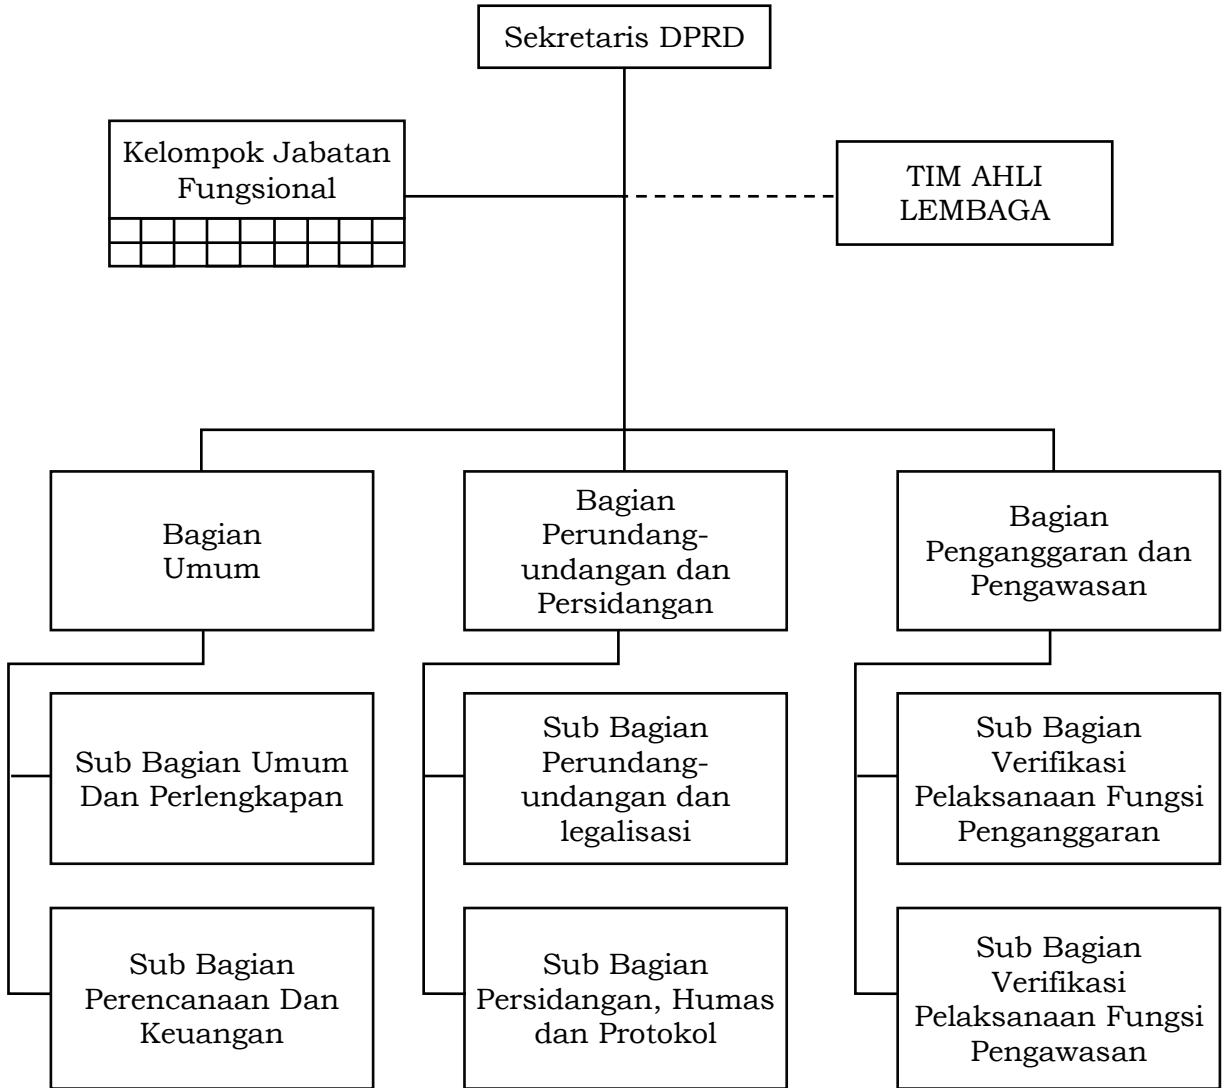 Sekretaris DPRD
Kelompok Jabatan
Fungsional
TIM AHLI
LEMBAGA
Bagian
Umum
Bagian
Perundang-
undangan dan
Persidangan
Bagian
Penganggaran dan
Pengawasan
Sub Bagian Umum
Dan Perlengkapan
Sub Bagian
Perundang-
undangan dan
legalisasi
Sub Bagian
Verifikasi
Pelaksanaan Fungsi
Penganggaran
Sub Bagian
Perencanaan Dan
Keuangan
Sub Bagian
Persidangan, Humas
dan Protokol
Sub Bagian
Verifikasi
Pelaksanaan Fungsi
Pengawasan